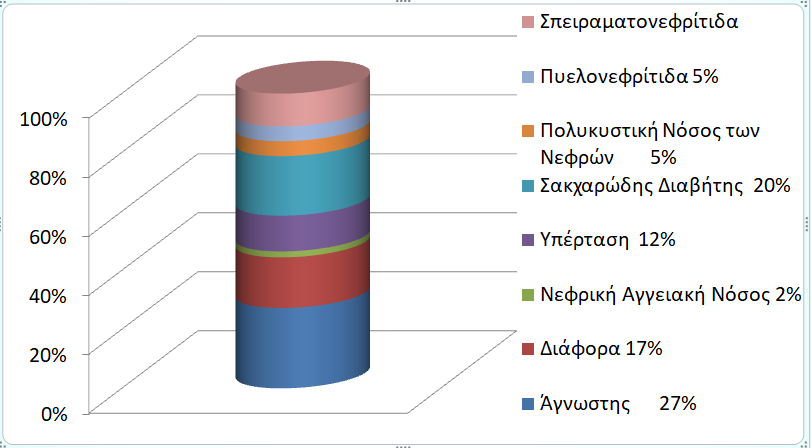 100%
80%
60%
40%
20%
0%
Σπειραματονεφρίτιδα
Πυελονεφρίτιδα 5%
Πολυκυστική Νόσος των
Νεφρών 5%
Σακχαρώδης Διαβήτης 20%
Υπέρταση 12%
Νεφρική Αγγειακή Νόσος 2%
Διάφορα 17%
Άγνωστης 27%